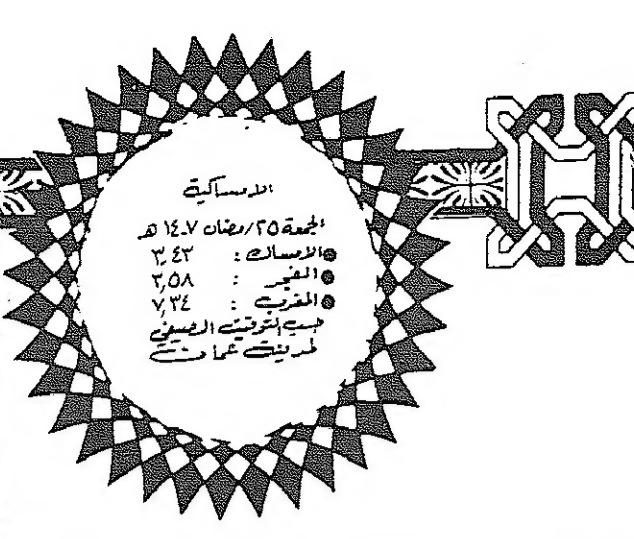 الامساكية
الجمعة ٢٥/رمضان ١٤٠٧ هـ
● الامساك : ٣,٤٣
● الفجر : ٣,٥٨
● المغرب : ٧,٣٤
حسب التوقيت الصيفي
لمدينة عمان